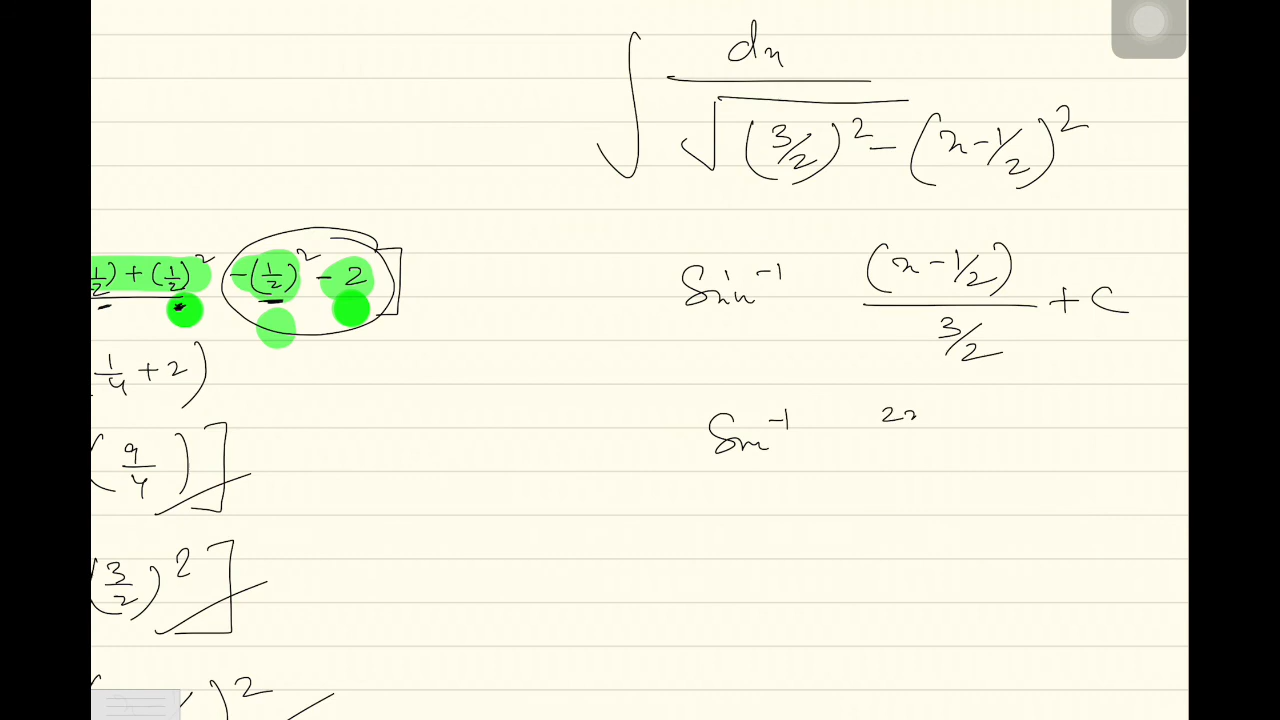 ∫ dx / √((3/2)² − (x − 1/2)²)
1/2) + (1/2)² − (1/2)² − 2]
Sin⁻¹ (x − 1/2) / 3/2 + C
1/4 + 2)
Sin⁻¹ 2x
(9/4)]
(3/2)²]
)²